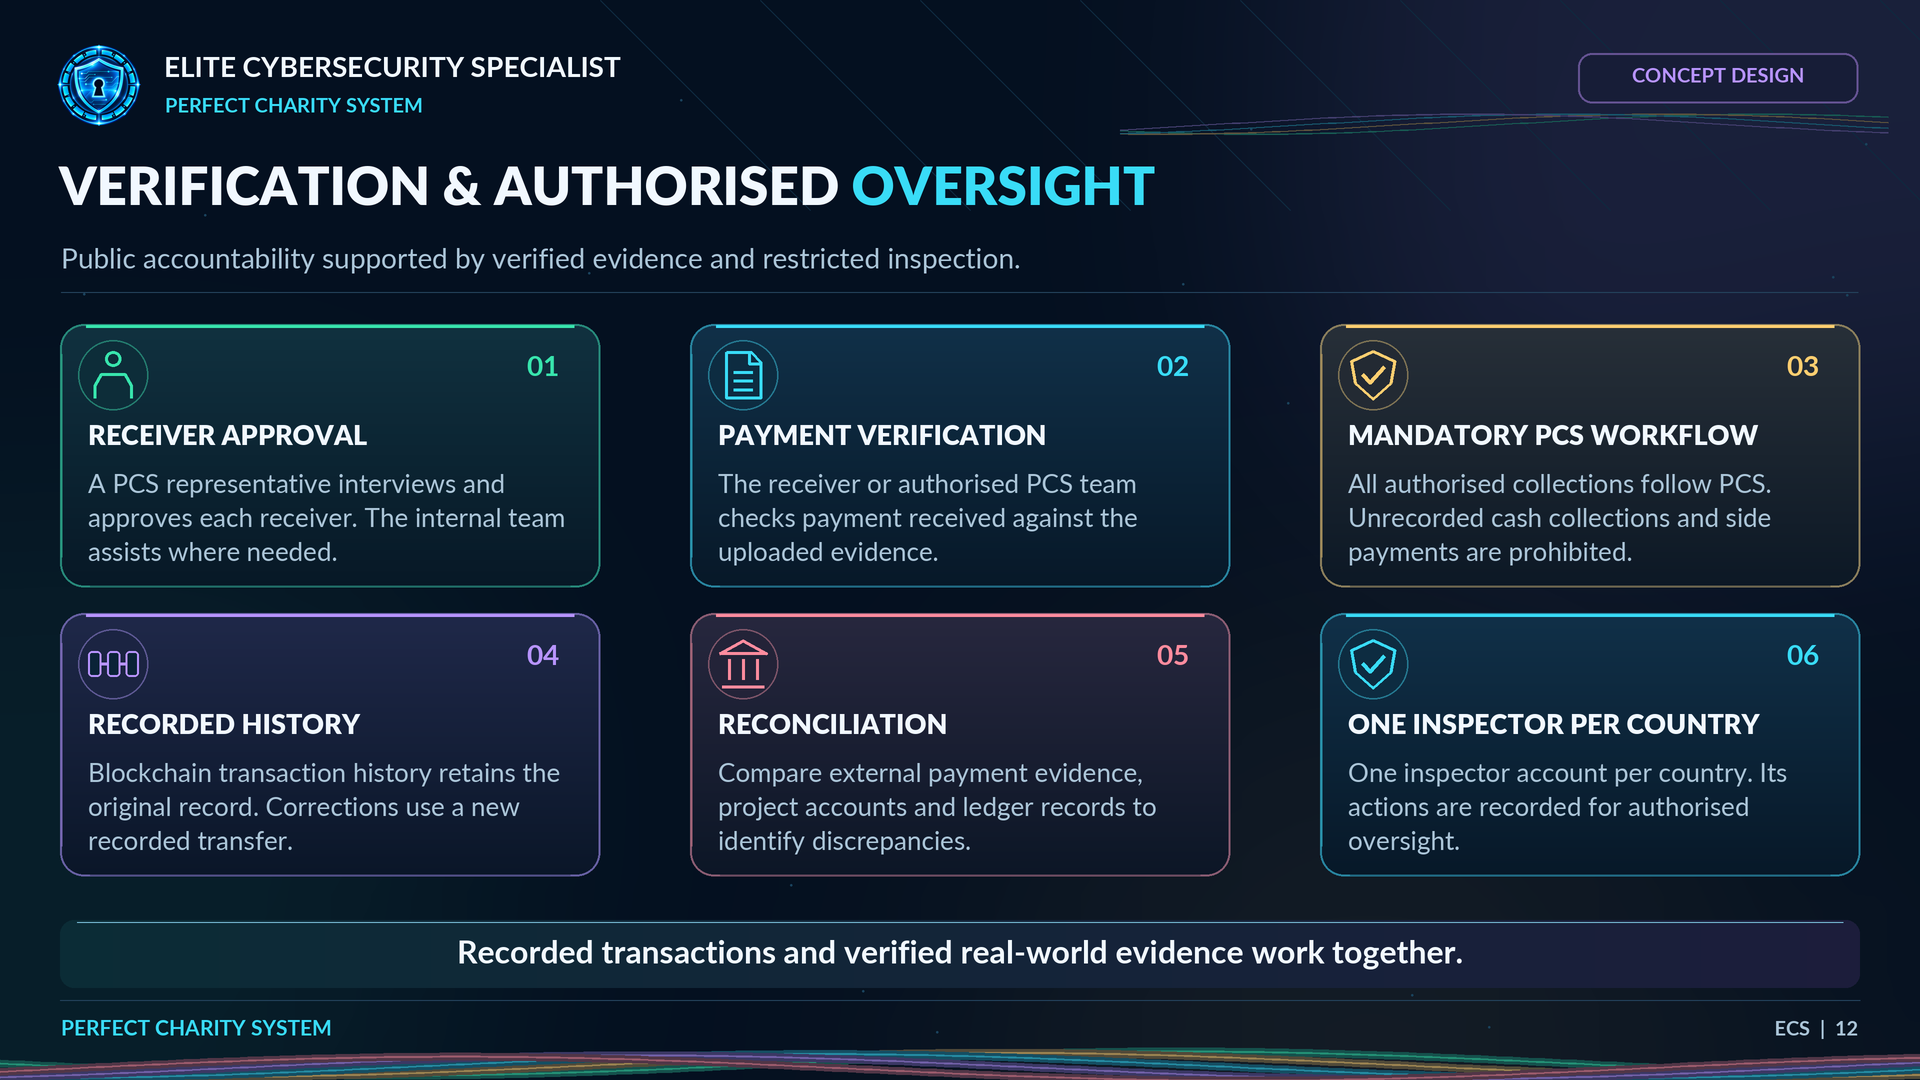 ELITE CYBERSECURITY SPECIALIST
PERFECT CHARITY SYSTEM
CONCEPT DESIGN
VERIFICATION & AUTHORISED OVERSIGHT
Public accountability supported by verified evidence and restricted inspection.
01
RECEIVER APPROVAL
A PCS representative interviews and
approves each receiver. The internal team
assists where needed.
02
PAYMENT VERIFICATION
The receiver or authorised PCS team
checks payment received against the
uploaded evidence.
03
MANDATORY PCS WORKFLOW
All authorised collections follow PCS.
Unrecorded cash collections and side
payments are prohibited.
04
RECORDED HISTORY
Blockchain transaction history retains the
original record. Corrections use a new
recorded transfer.
05
RECONCILIATION
Compare external payment evidence,
project accounts and ledger records to
identify discrepancies.
06
ONE INSPECTOR PER COUNTRY
One inspector account per country. Its
actions are recorded for authorised
oversight.
Recorded transactions and verified real-world evidence work together.
PERFECT CHARITY SYSTEM
ECS | 12